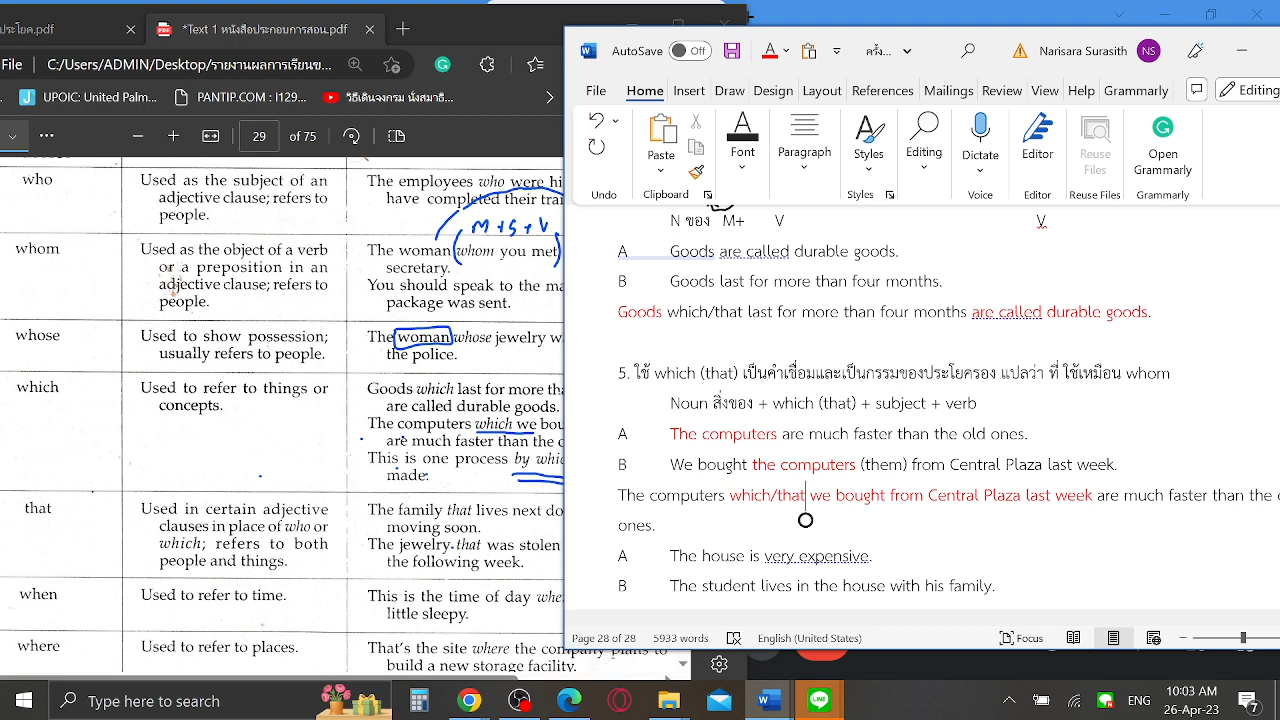 ประโยค.pdf
*Text 1 หนังสือประกอบการสอน.pdf
AutoSave Off
ครั้ง...
Narisara Surasith NS
File C:/Users/ADMIN/Desktop/รายงานผลการเขีย...
UPOIC: United Palm...
PANTIP.COM : I12...
File Home Insert Draw Design Layout References Mailings Review View Help Grammarly Editing
29 of 75
Undo
Paste
Clipboard
Font
Paragraph
Styles
Styles
Editing
Dictate
Voice
Editor
Editor
Reuse Files
Reuse Files
Open Grammarly
Grammarly
who Used as the subject of an adjective clause; refers to people.
The employees who were hi
have completed their trai
M+S+V
whom Used as the object of a verb or a preposition in an adjective clause; refers to people.
The woman (whom you met)
secretary.
You should speak to the ma
package was sent.
whose Used to show possession; usually refers to people.
The woman whose jewelry w
the police.
which Used to refer to things or concepts.
Goods which last for more tha
are called durable goods.
The computers which we bou
are much faster than the o
This is one process by whic
made:
that Used in certain adjective clauses in place of who or which; refers to both people and things.
The family that lives next do
moving soon.
The jewelry that was stolen
the following week.
when Used to refer to time.
This is the time of day whe
little sleepy.
where Used to refer to places.
That's the site where the company plans to
build a new storage facility.
N ของ M+ V V
A Goods are called durable goods.
B Goods last for more than four months.
Goods which/that last for more than four months are called durable goods.
5. ใช้ which (that) เป็นคำเชื่อมและเป็นกรรมของประโยครอง แปลว่า ที่ ใช้เหมือน whom
Noun สิ่งของ + which (that) + subject + verb
A The computers are much faster than the old ones.
B We bought the computers (them) from Central Plaza last week.
The computers which/that we bought from Central Plaza last week are much faster than the o
ones.
A The house is very expensive.
B The student lives in the house with his family.
Page 28 of 28 5933 words English (United States) Focus
Type here to search
ENG
10:03 AM
26-Apr-23
7